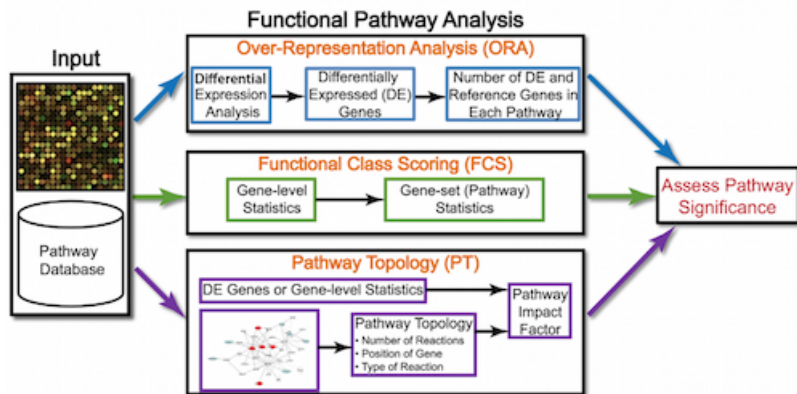 Functional Pathway Analysis
Input
Pathway
Database
Over-Representation Analysis (ORA)
Differential
Expression
Analysis
Differentially
Expressed (DE)
Genes
Number of DE and
Reference Genes in
Each Pathway
Functional Class Scoring (FCS)
Gene-level
Statistics
Gene-set (Pathway)
Statistics
Pathway Topology (PT)
DE Genes or Gene-level Statistics
Pathway Topology
• Number of Reactions
• Position of Gene
• Type of Reaction
Pathway
Impact
Factor
Assess Pathway
Significance